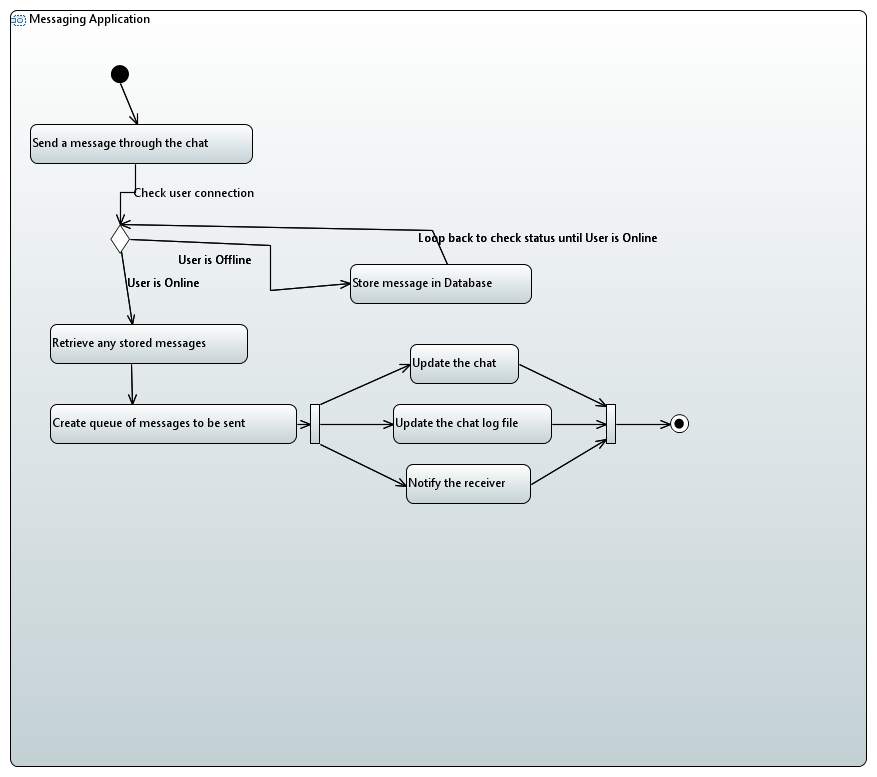 Messaging Application
Send a message through the chat
Check user connection
Loop back to check status until User is Online
User is Offline
User is Online
Store message in Database
Retrieve any stored messages
Update the chat
Create queue of messages to be sent
Update the chat log file
Notify the receiver